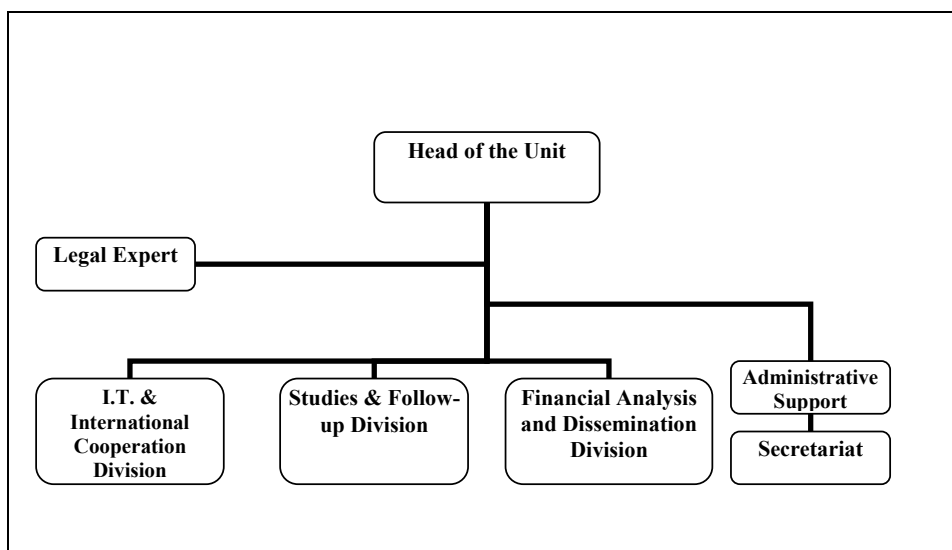 Head of the Unit
Legal Expert
I.T. &
International
Cooperation
Division
Studies & Follow-
up Division
Financial Analysis
and Dissemination
Division
Administrative
Support
Secretariat